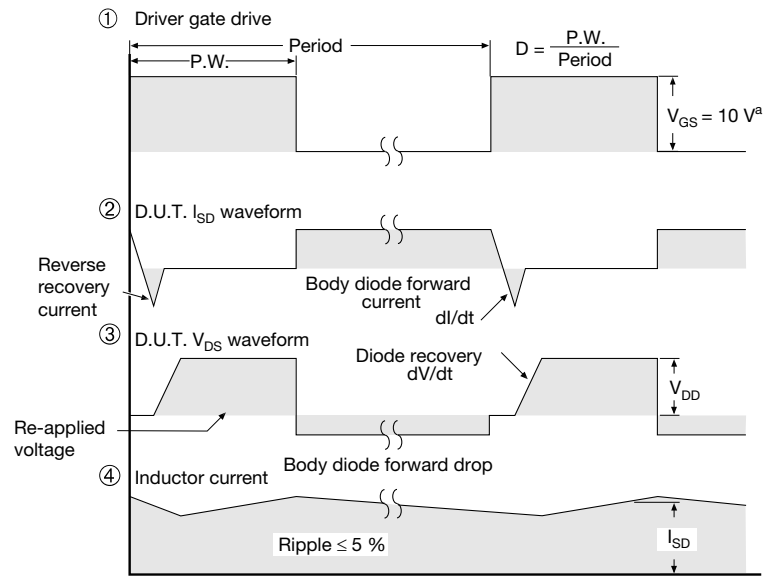 ① Driver gate drive
Period
P.W.
D = P.W. / Period
V_GS = 10 V^a
② D.U.T. I_SD waveform
Reverse
recovery
current
Body diode forward
current
dI/dt
③ D.U.T. V_DS waveform
Diode recovery
dV/dt
V_DD
Re-applied
voltage
Body diode forward drop
④ Inductor current
Ripple ≤ 5 %
I_SD